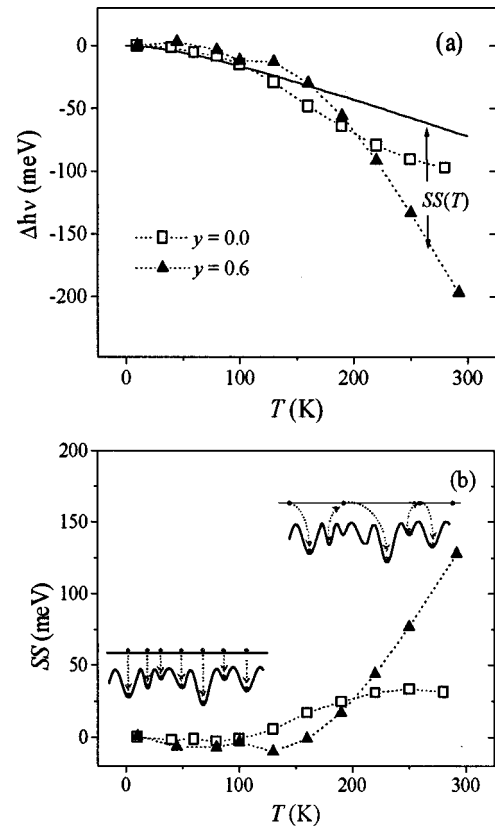 (a)
0
-50
-100
-150
-200
Δhν (meV)
SS(T)
y = 0.0
y = 0.6
0 100 200 300
T (K)
(b)
200
150
100
50
0
SS (meV)
0 100 200 300
T (K)